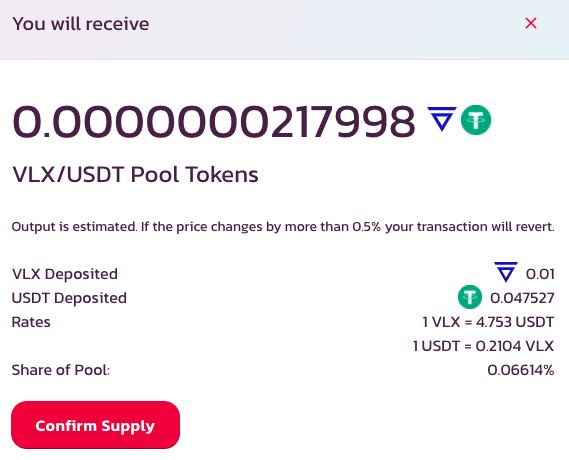 You will receive
0.0000000217998
VLX/USDT Pool Tokens
Output is estimated. If the price changes by more than 0.5% your transaction will revert.
VLX Deposited 0.01
USDT Deposited 0.047527
Rates 1 VLX = 4.753 USDT
1 USDT = 0.2104 VLX
Share of Pool: 0.06614%
Confirm Supply